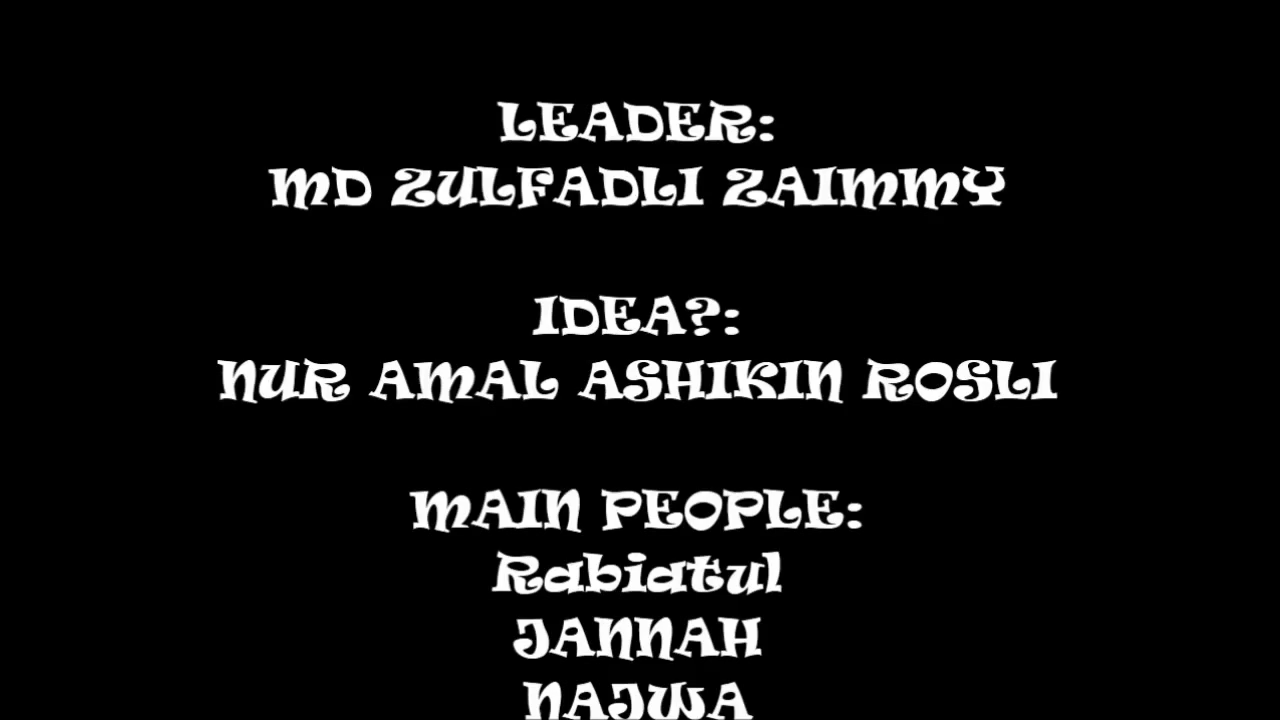 LEADER:
MD ZULFADLI ZAIMMY
IDEA?:
NUR AMAL ASHIKIN ROSLI
MAIN PEOPLE:
Rabiatul
JANNAH
NAJWA